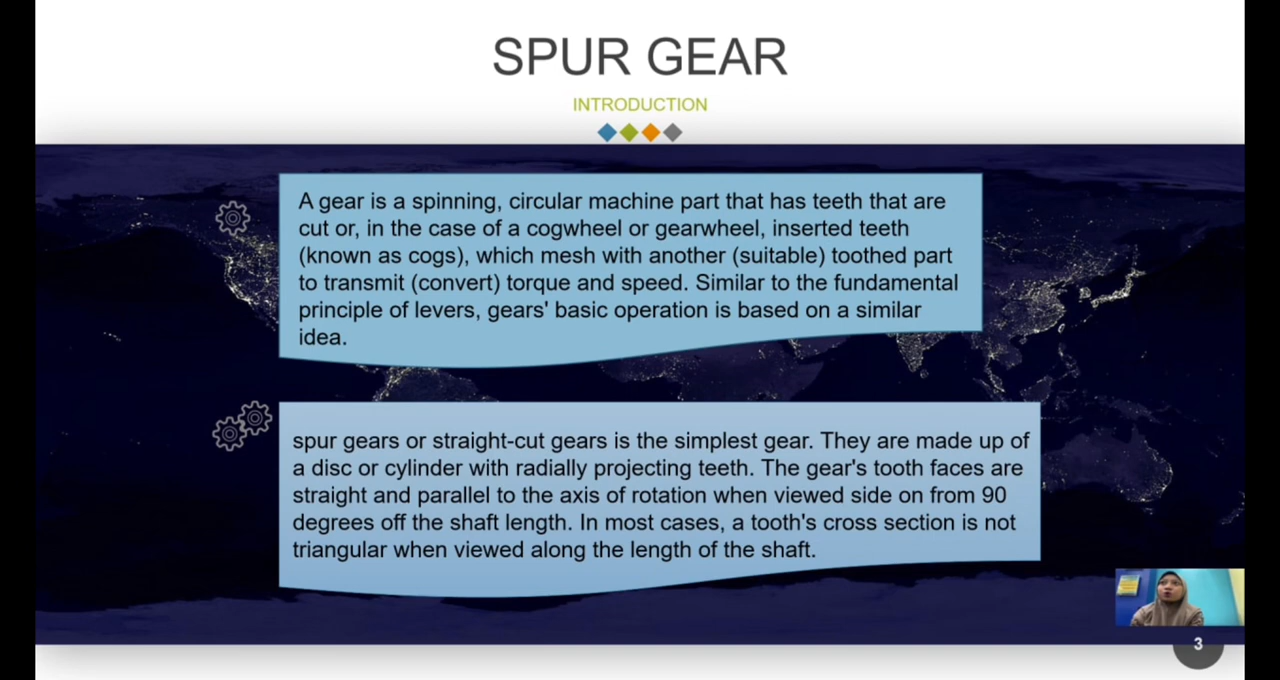 SPUR GEAR
INTRODUCTION
A gear is a spinning, circular machine part that has teeth that are
cut or, in the case of a cogwheel or gearwheel, inserted teeth
(known as cogs), which mesh with another (suitable) toothed part
to transmit (convert) torque and speed. Similar to the fundamental
principle of levers, gears' basic operation is based on a similar
idea.
spur gears or straight-cut gears is the simplest gear. They are made up of
a disc or cylinder with radially projecting teeth. The gear's tooth faces are
straight and parallel to the axis of rotation when viewed side on from 90
degrees off the shaft length. In most cases, a tooth's cross section is not
triangular when viewed along the length of the shaft.
3